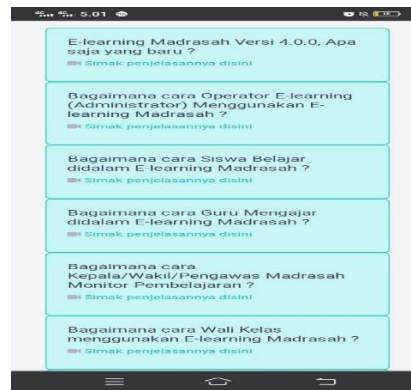 5.01
E-learning Madrasah Versi 4.0.0, Apa
saja yang baru ?
Simak penjelasannya disini
Bagaimana cara Operator E-learning
(Administrator) Menggunakan E-
learning Madrasah ?
Simak penjelasannya disini
Bagaimana cara Siswa Belajar
didalam E-learning Madrasah ?
Simak penjelasannya disini
Bagaimana cara Guru Mengajar
didalam E-learning Madrasah ?
Simak penjelasannya disini
Bagaimana cara
Kepala/Wakil/Pengawas Madrasah
Monitor Pembelajaran ?
Simak penjelasannya disini
Bagaimana cara Wali Kelas
menggunakan E-learning Madrasah ?
Simak penjelasannya disini